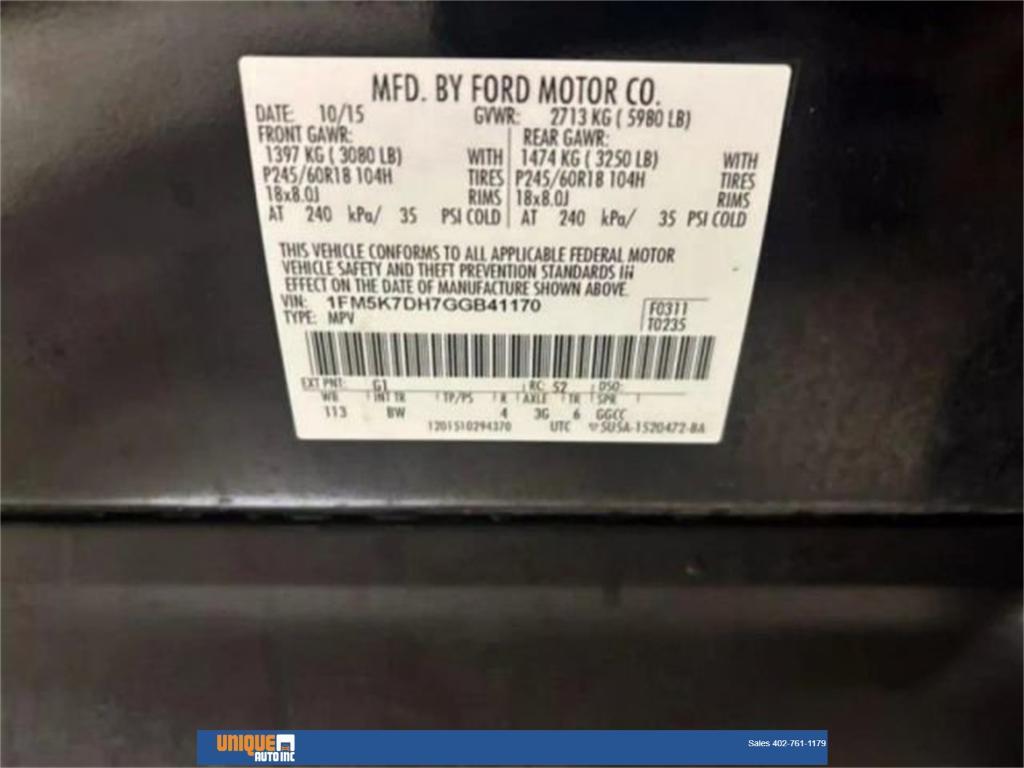 MFD. BY FORD MOTOR CO.
DATE: 10/15 GVWR: 2713 KG ( 5980 LB)
FRONT GAWR: REAR GAWR:
1397 KG ( 3080 LB) WITH 1474 KG ( 3250 LB) WITH
P245/60R18 104H TIRES P245/60R18 104H TIRES
18x8.0J RIMS 18x8.0J RIMS
AT 240 kPa/ 35 PSI COLD AT 240 kPa/ 35 PSI COLD
THIS VEHICLE CONFORMS TO ALL APPLICABLE FEDERAL MOTOR
VEHICLE SAFETY AND THEFT PREVENTION STANDARDS IN
EFFECT ON THE DATE OF MANUFACTURE SHOWN ABOVE.
VIN: 1FM5K7DH7GGB41170 F0311
TYPE: MPV T0235
EXT PNT: G1 RC: 52 DSO:
WB INT TR TP/PS R AXLE TR SPR
113 BW 4 3G 6 GGCC
1201510294370 UTC 5U5A-1520472-BA
UNIQUE AUTO INC
Sales 402-761-1179